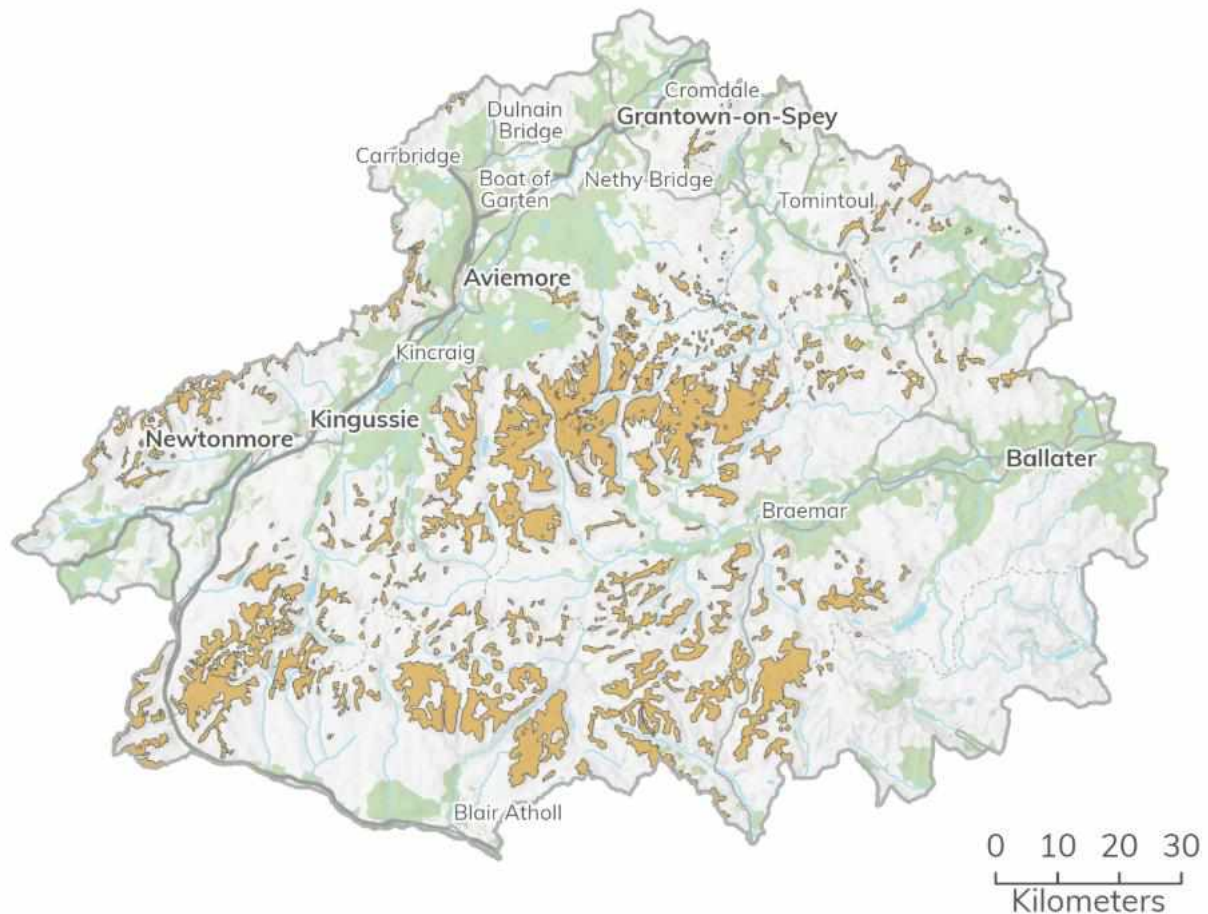 Cromdale
Dulnain
Bridge
Grantown-on-Spey
Carrbridge
Boat of
Garten
Nethy Bridge
Tomintoul
Aviemore
Kincraig
Kingussie
Newtonmore
Ballater
Braemar
Blair Atholl
0 10 20 30
Kilometers